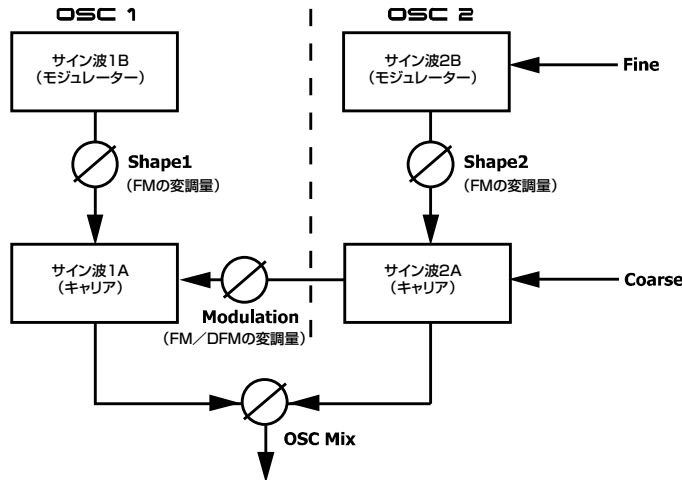 OSC 1
OSC 2
サイン波1B
（モジュレーター）
サイン波2B
（モジュレーター）
Fine
Shape1
（FMの変調量）
Shape2
（FMの変調量）
サイン波1A
（キャリア）
サイン波2A
（キャリア）
Coarse
Modulation
（FM／DFMの変調量）
OSC Mix